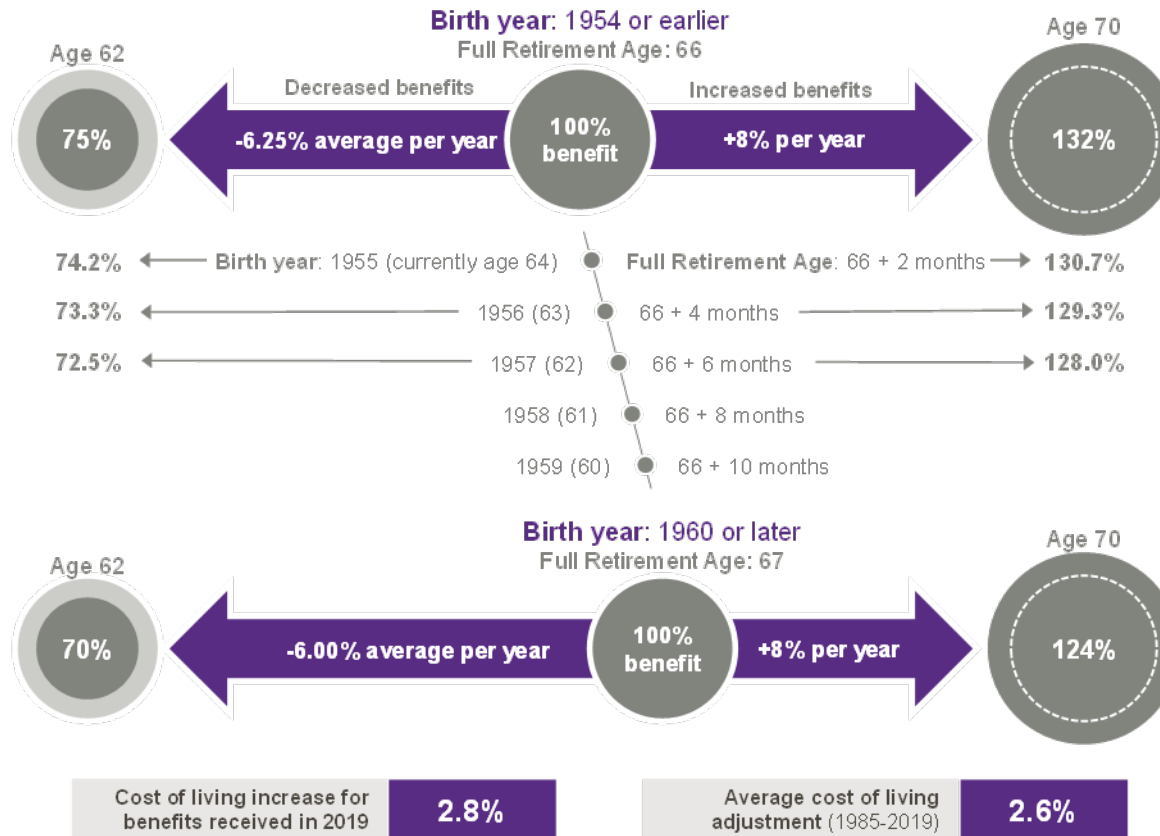 Birth year: 1954 or earlier
Full Retirement Age: 66
Age 62
Age 70
Decreased benefits
Increased benefits
75%
-6.25% average per year
100%
benefit
+8% per year
132%
74.2%
Birth year: 1955 (currently age 64)
Full Retirement Age: 66 + 2 months
130.7%
73.3%
1956 (63)
66 + 4 months
129.3%
72.5%
1957 (62)
66 + 6 months
128.0%
1958 (61)
66 + 8 months
1959 (60)
66 + 10 months
Birth year: 1960 or later
Full Retirement Age: 67
Age 62
Age 70
70%
-6.00% average per year
100%
benefit
+8% per year
124%
Cost of living increase for
benefits received in 2019
2.8%
Average cost of living
adjustment (1985-2019)
2.6%